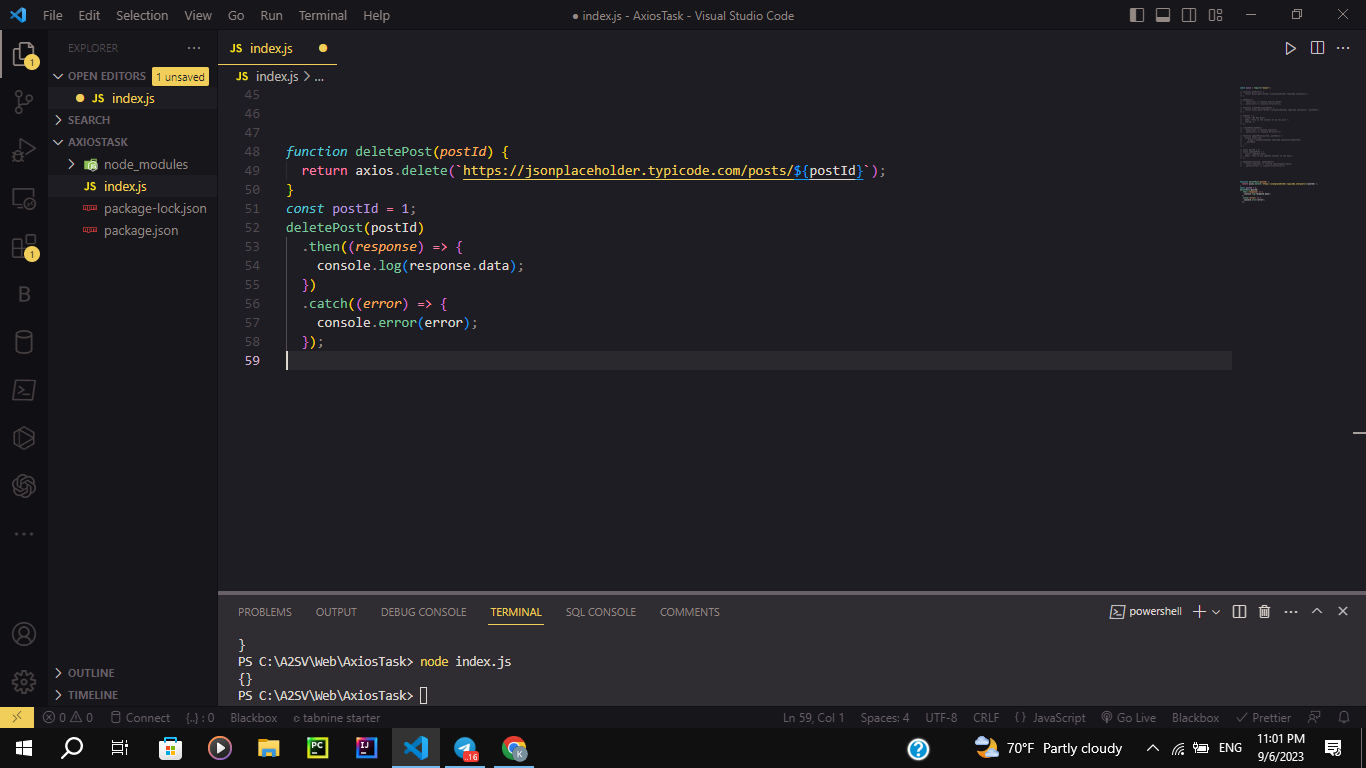 File Edit Selection View Go Run Terminal Help
● index.js - AxiosTask - Visual Studio Code
EXPLORER
OPEN EDITORS 1 unsaved
JS index.js
SEARCH
AXIOSTASK
node_modules
JS index.js
package-lock.json
package.json
OUTLINE
TIMELINE
1
1
JS index.js
JS index.js > ...
45
46
47
48 function deletePost(postId) {
49 return axios.delete(`https://jsonplaceholder.typicode.com/posts/${postId}`);
50 }
51 const postId = 1;
52 deletePost(postId)
53 .then((response) => {
54 console.log(response.data);
55 })
56 .catch((error) => {
57 console.error(error);
58 });
59
PROBLEMS OUTPUT DEBUG CONSOLE TERMINAL SQL CONSOLE COMMENTS
powershell
}
PS C:\A2SV\Web\AxiosTask> node index.js
{}
PS C:\A2SV\Web\AxiosTask>
0 0 Connect {..} : 0 Blackbox tabnine starter
Ln 59, Col 1 Spaces: 4 UTF-8 CRLF {} JavaScript Go Live Blackbox Prettier
PC IJ ..16 K
70°F Partly cloudy ENG
11:01 PM
9/6/2023